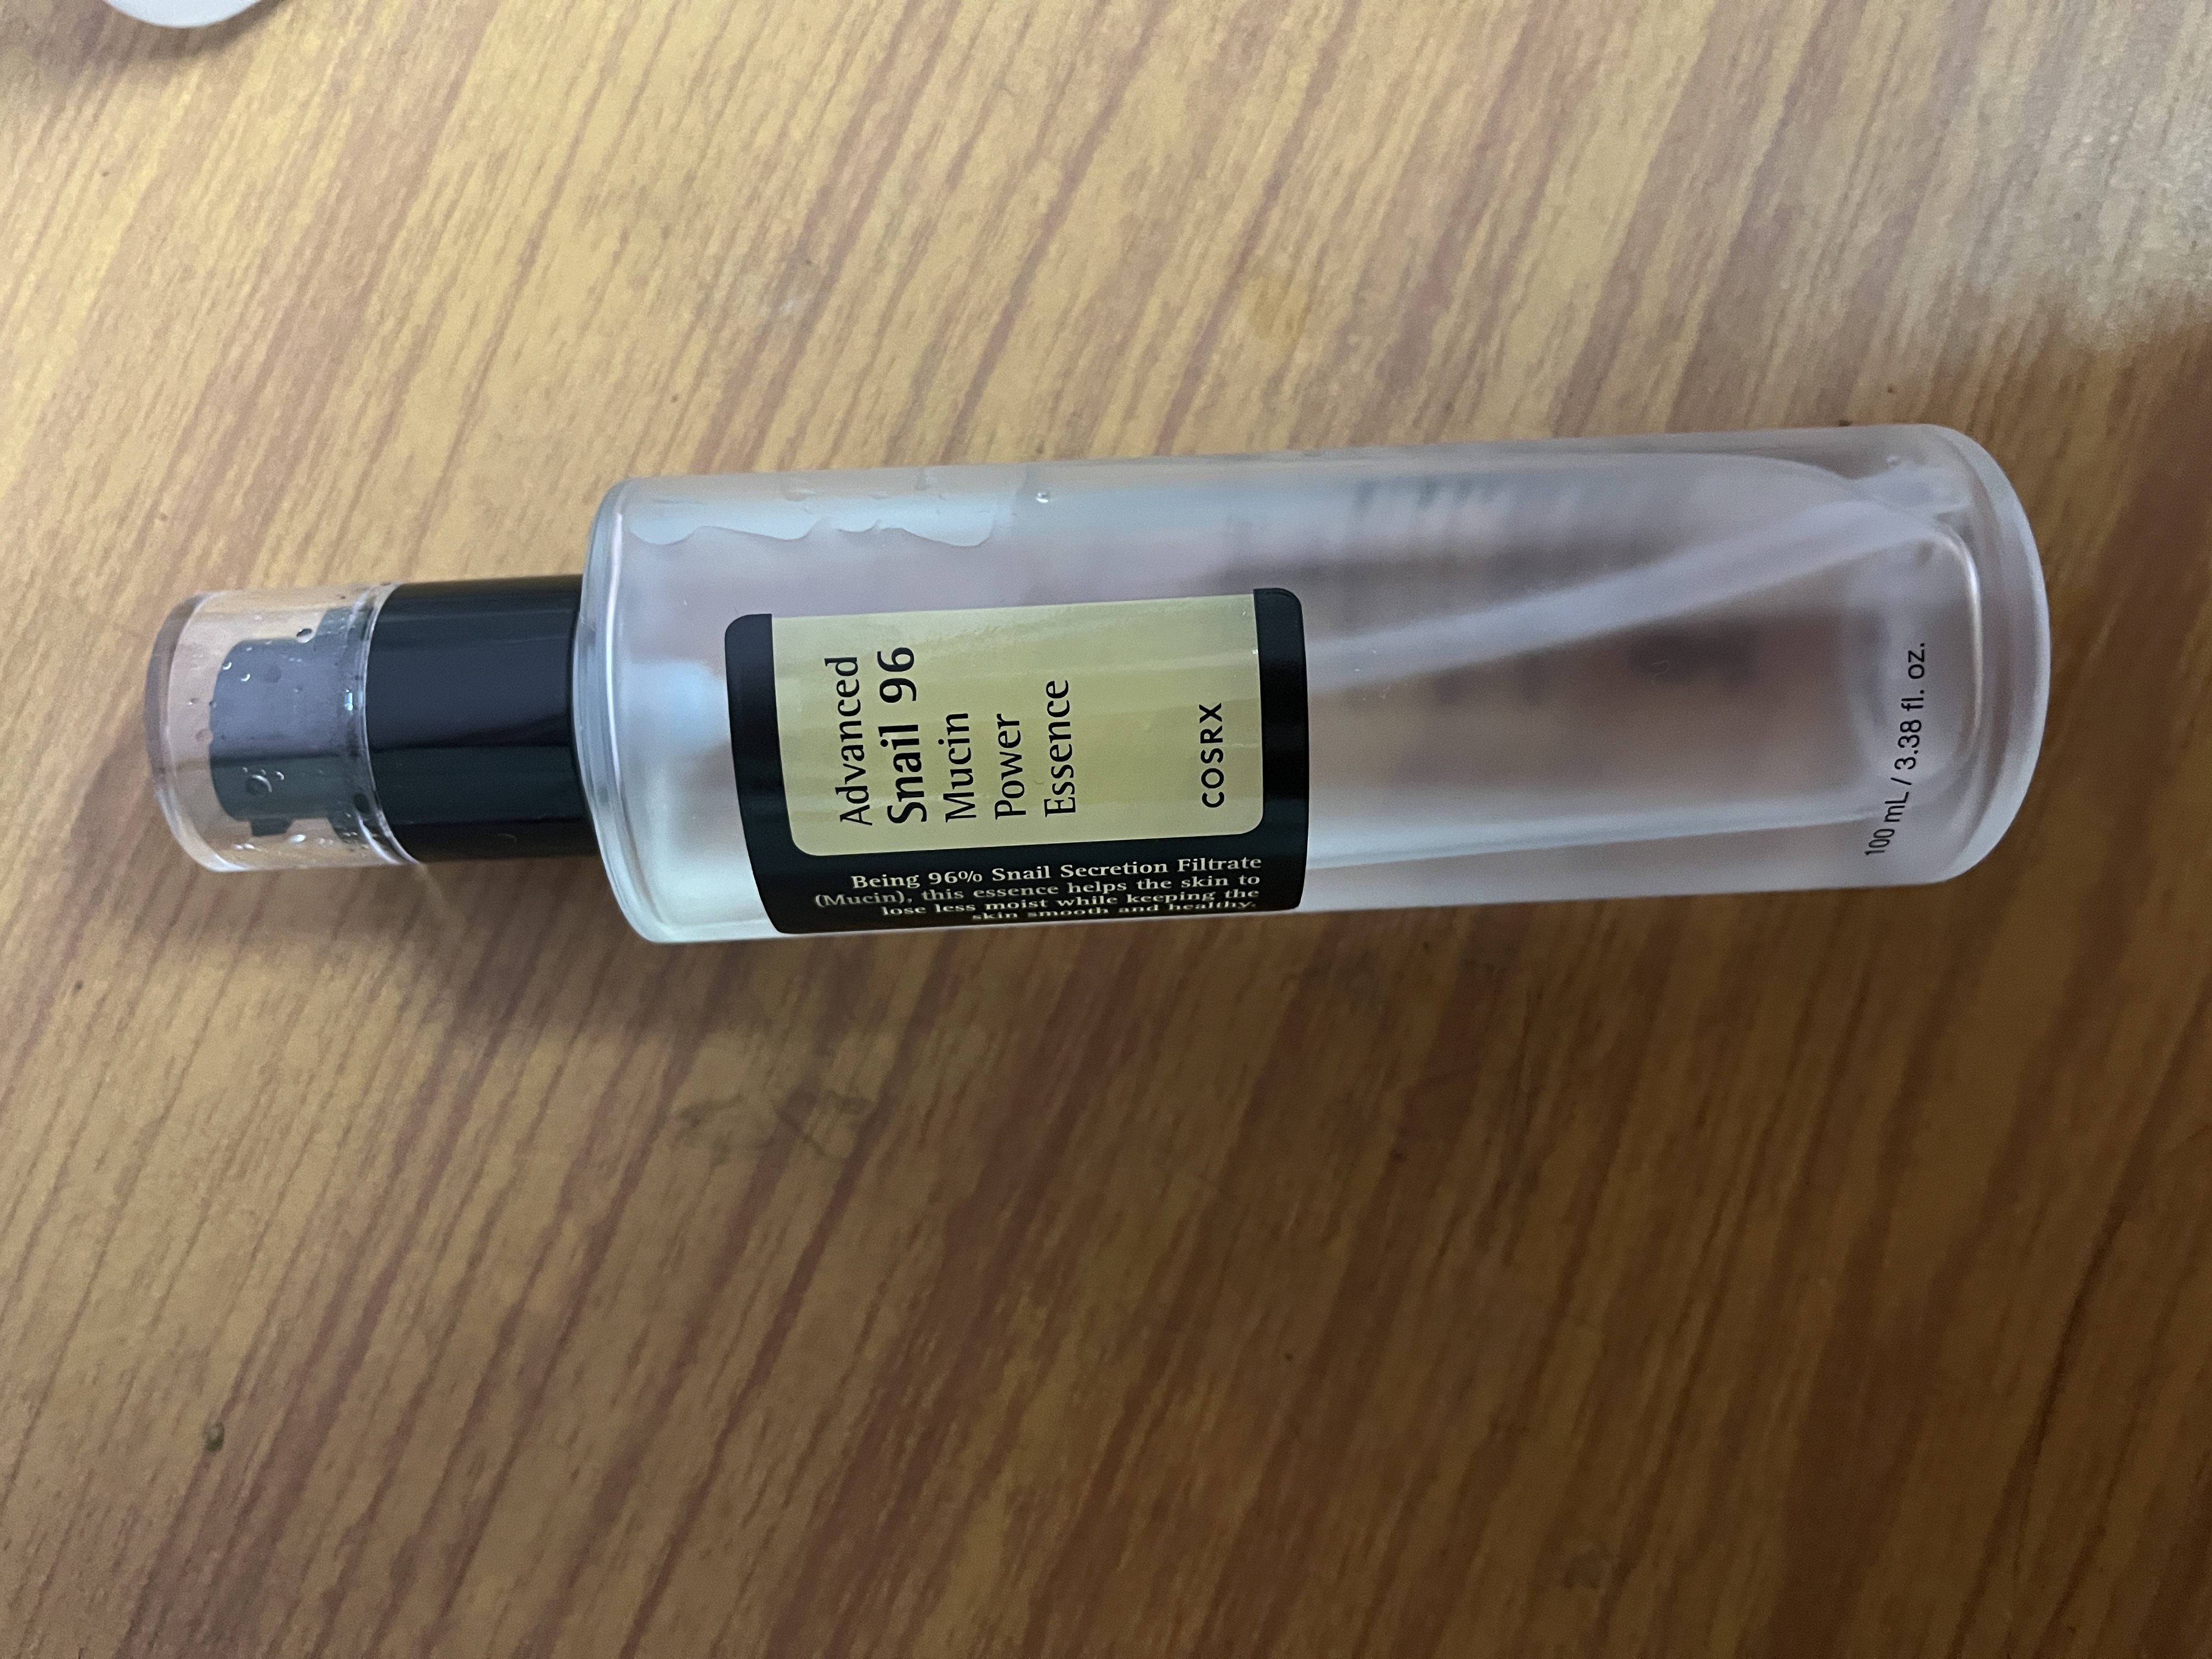 Advanced
Snail 96
Mucin
Power
Essence
COSRX
Being 96% Snail Secretion Filtrate
(Mucin), this essence helps the skin to
lose less moist while keeping the
skin smooth and healthy.
100 mL / 3.38 fl. oz.